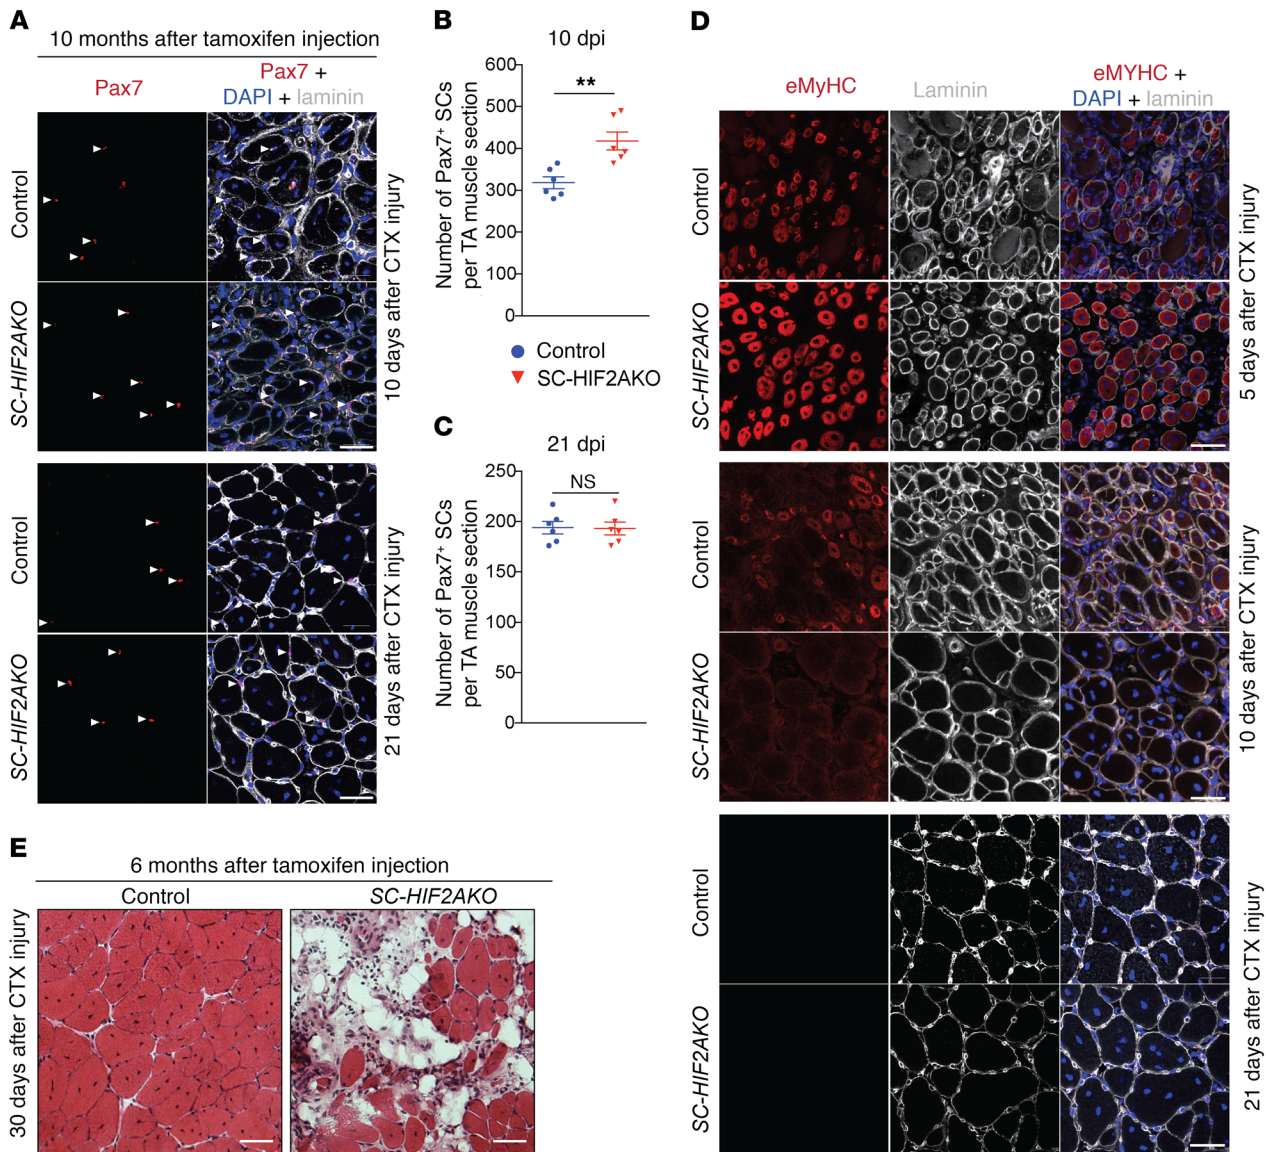 A
10 months after tamoxifen injection
Pax7
Pax7 +
DAPI + laminin
Control
SC-HIF2AKO
10 days after CTX injury
Control
SC-HIF2AKO
21 days after CTX injury
B
10 dpi
Number of Pax7+ SCs
per TA muscle section
600
500
400
300
200
100
0
**
Control
SC-HIF2AKO
C
21 dpi
Number of Pax7+ SCs
per TA muscle section
250
200
150
100
50
0
NS
D
eMyHC
Laminin
eMYHC +
DAPI + laminin
Control
SC-HIF2AKO
5 days after CTX injury
Control
SC-HIF2AKO
10 days after CTX injury
Control
SC-HIF2AKO
21 days after CTX injury
E
6 months after tamoxifen injection
Control
SC-HIF2AKO
30 days after CTX injury